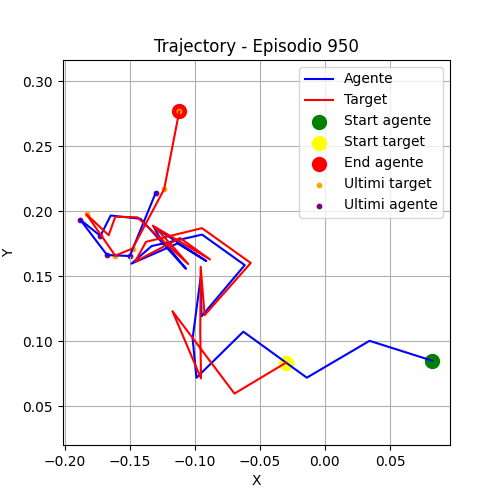 Trajectory - Episodio 950
Agente
Target
Start agente
Start target
End agente
Ultimi target
Ultimi agente
0.30
0.25
0.20
0.15
0.10
0.05
Y
−0.20
−0.15
−0.10
−0.05
0.00
0.05
X